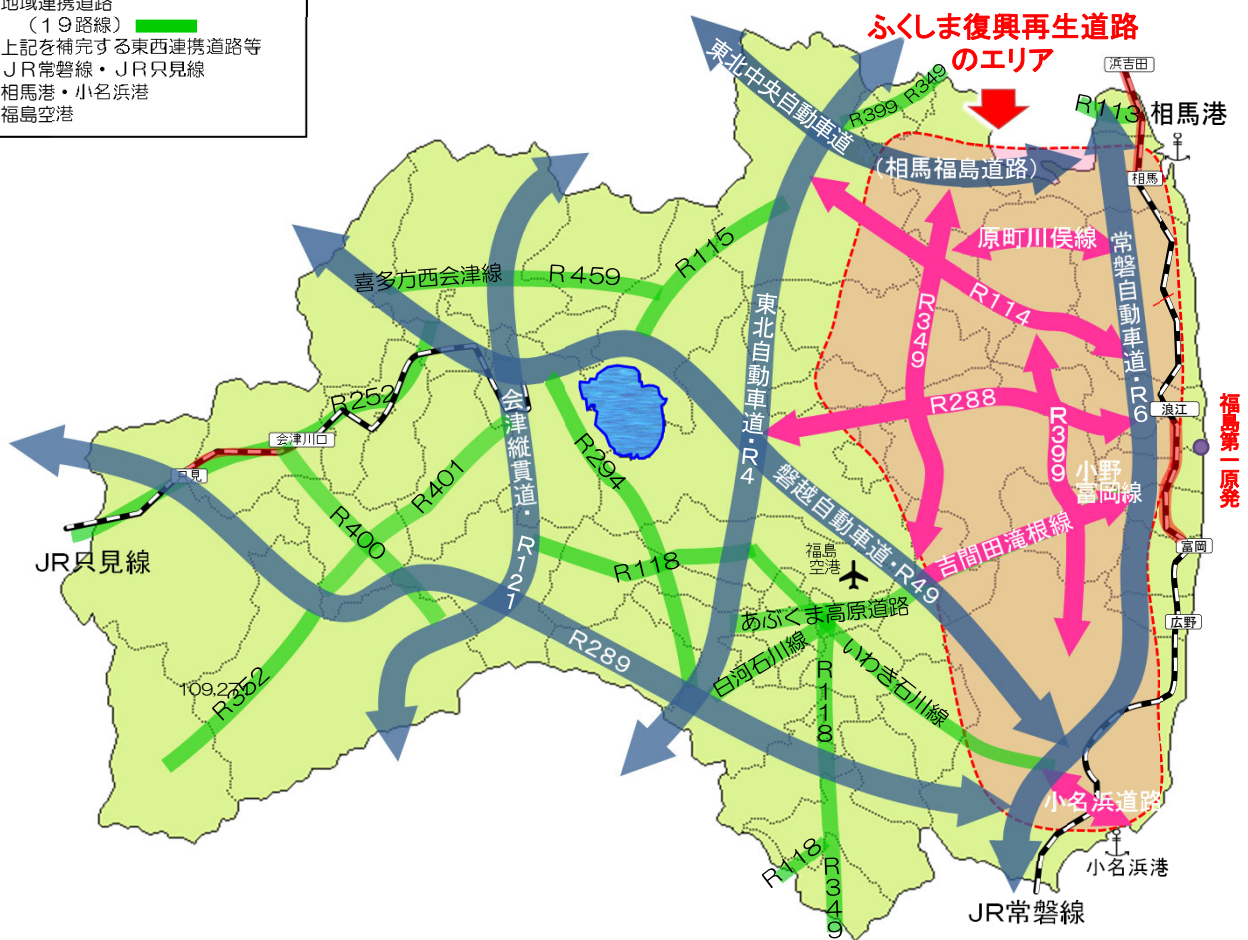 地域連携道路
（１９路線）
上記を補完する東西連携道路等
ＪＲ常磐線・ＪＲ只見線
相馬港・小名浜港
福島空港
ふくしま復興再生道路
のエリア
浜吉田
東北中央自動車道
R399
R349
R113
相馬港
（相馬福島道路）
相馬
原町川俣線
常磐自動車道・R6
喜多方西会津線
R459
R115
R114
R349
東北自動車道・R4
R252
会津川口
会津縦貫道・
R121
R288
浪江
R399
福島第一原発
只見
R401
R294
小野
富岡線
磐越自動車道・R49
R400
JR只見線
R118
吉間田滝根線
富岡
福島
空港
あぶくま高原道路
広野
R289
白河石川線
いわき石川線
R118
R352
小名浜道路
R118
R349
小名浜港
JR常磐線